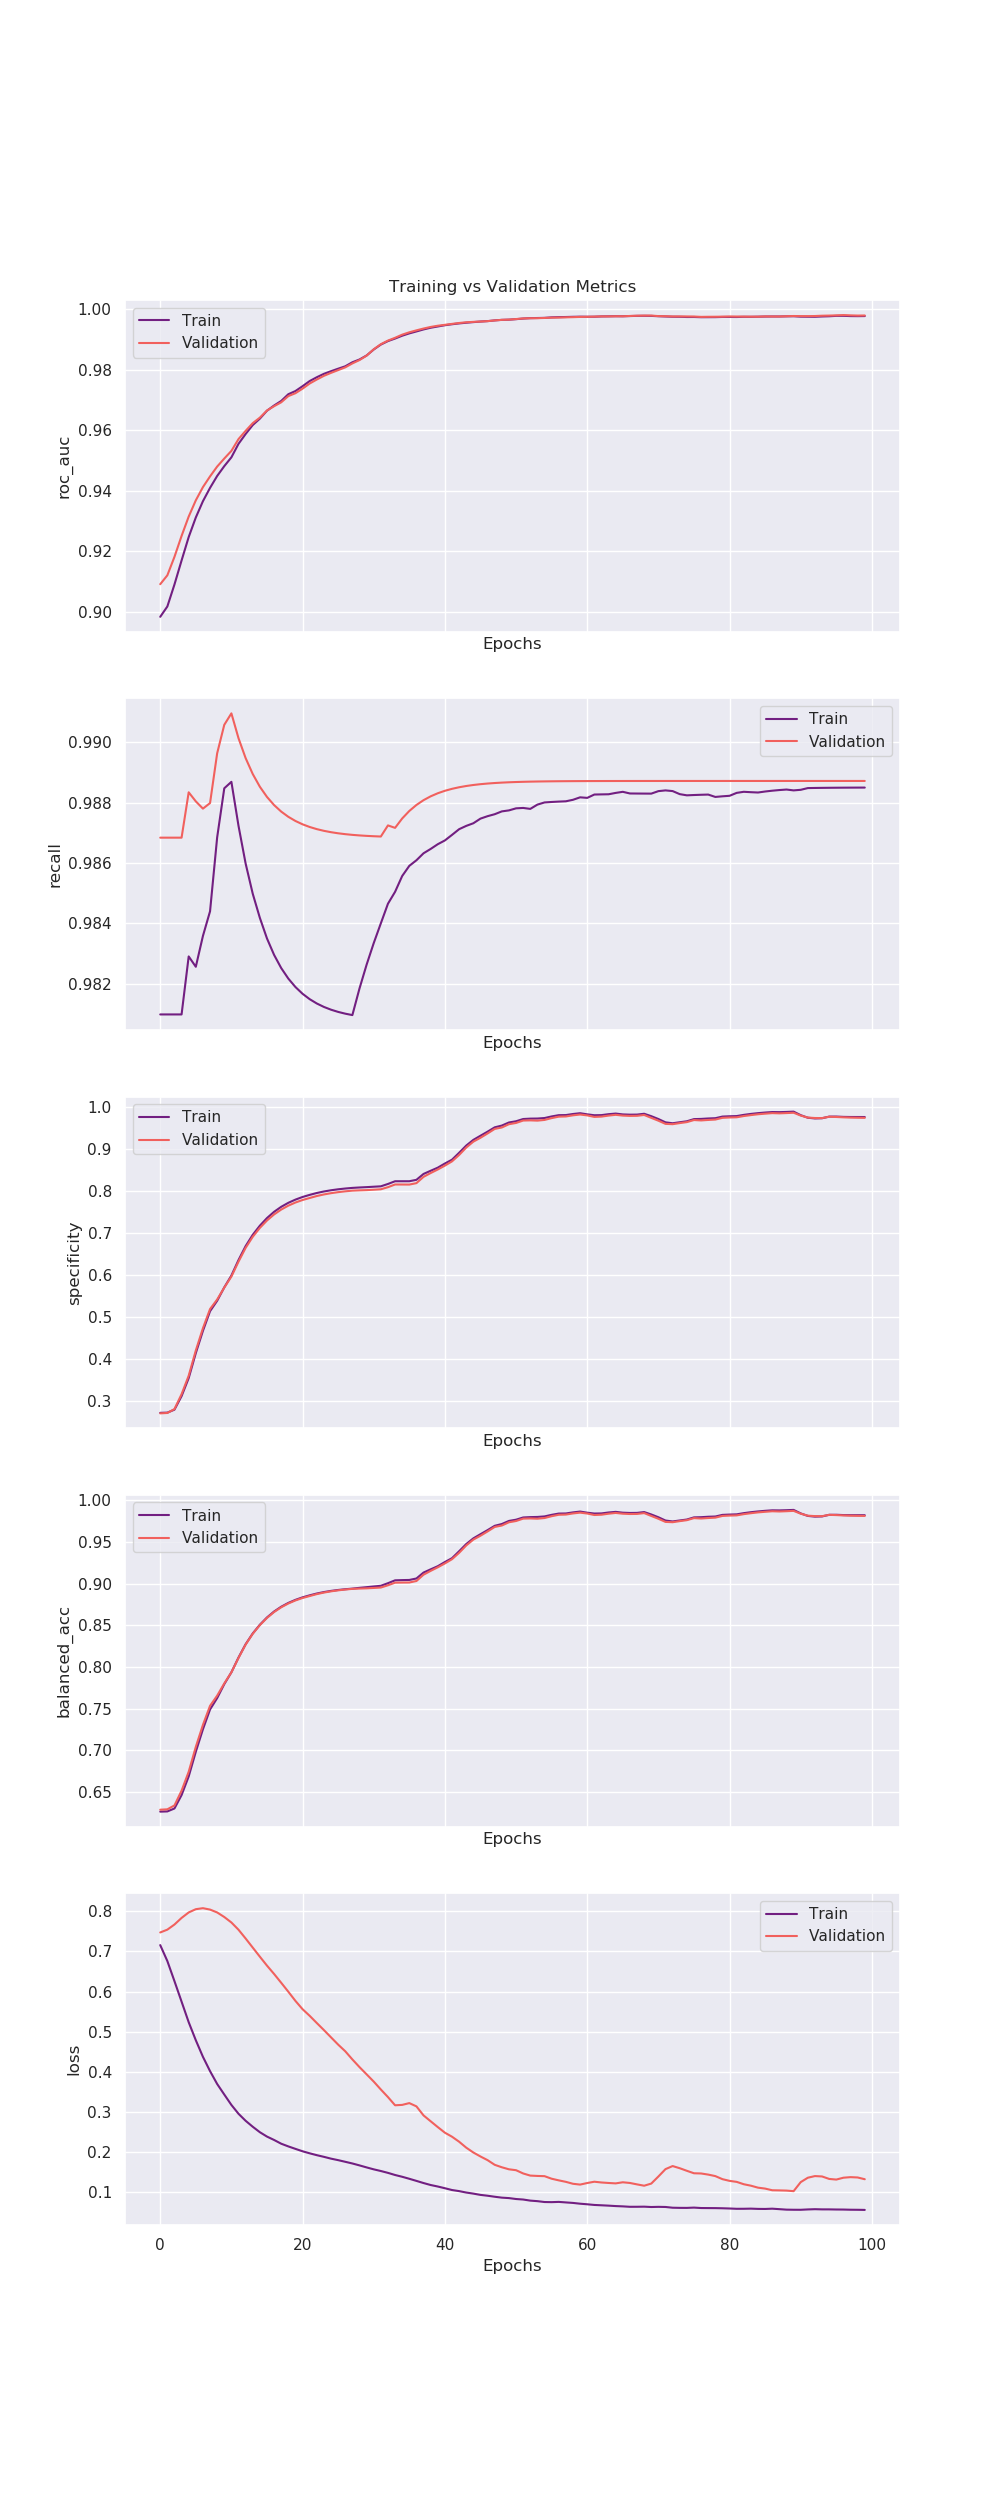 Training vs Validation Metrics
1.00
0.98
0.96
0.94
0.92
0.90
roc_auc
Train
Validation
Epochs
0.990
0.988
0.986
0.984
0.982
recall
Train
Validation
Epochs
1.0
0.9
0.8
0.7
0.6
0.5
0.4
0.3
specificity
Train
Validation
Epochs
1.00
0.95
0.90
0.85
0.80
0.75
0.70
0.65
balanced_acc
Train
Validation
Epochs
0.8
0.7
0.6
0.5
0.4
0.3
0.2
0.1
loss
Train
Validation
0 20 40 60 80 100
Epochs